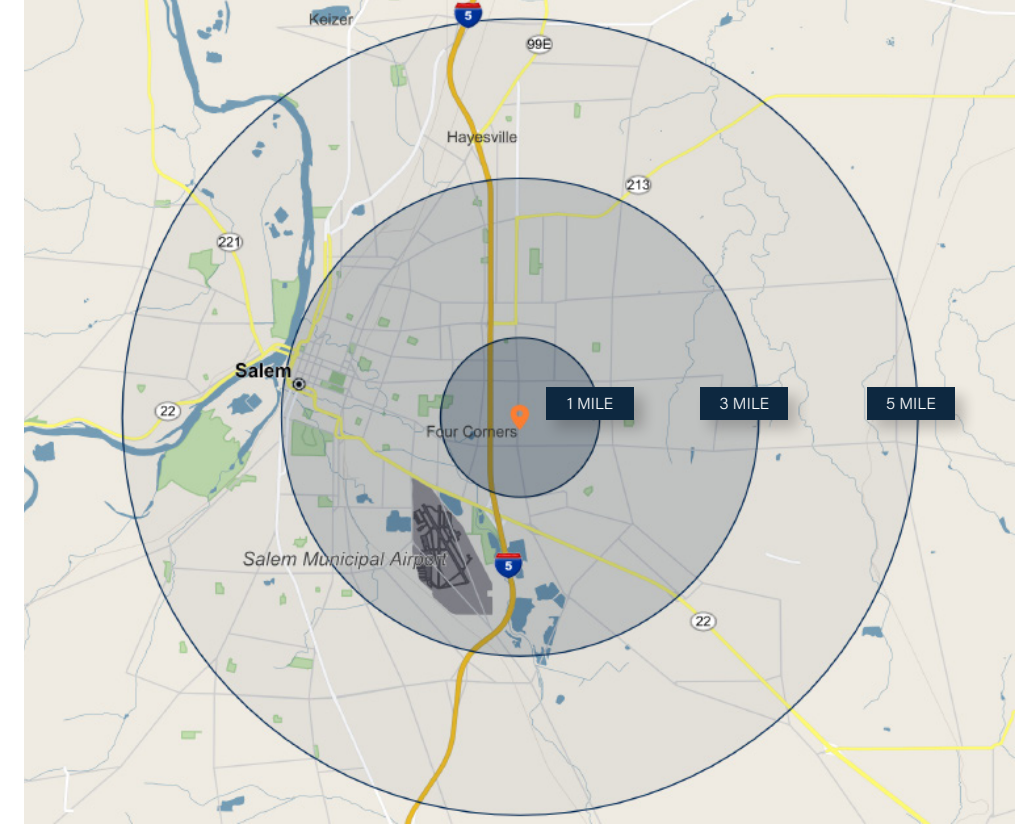 Keizer
5
99E
Hayesville
213
221
Salem
1 MILE
3 MILE
5 MILE
22
Four Corners
Salem Municipal Airport
5
22